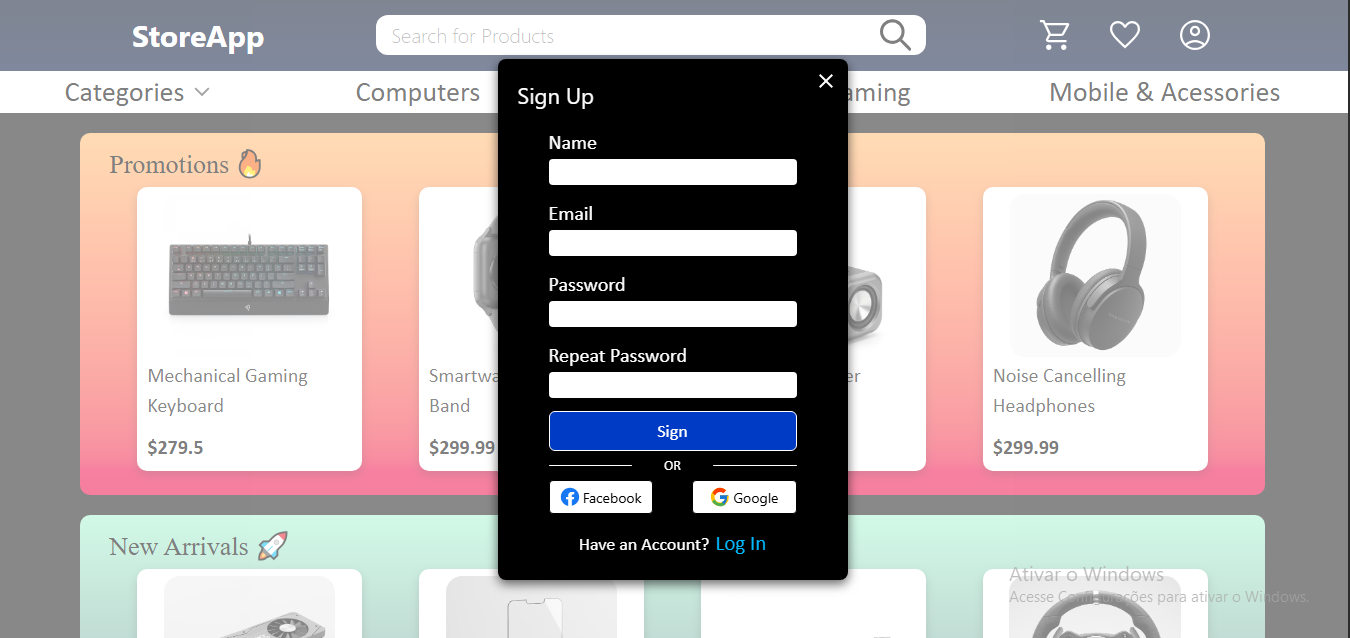 StoreApp
Search for Products
Categories
Computers
aming
Mobile & Acessories
Sign Up
Name
Email
Password
Repeat Password
Sign
OR
Facebook
Google
Have an Account? Log In
Promotions
Mechanical Gaming
Keyboard
$279.5
Smartwa
Band
$299.99
er
Noise Cancelling
Headphones
$299.99
New Arrivals
Ativar o Windows
Acesse Configurações para ativar o Windows.